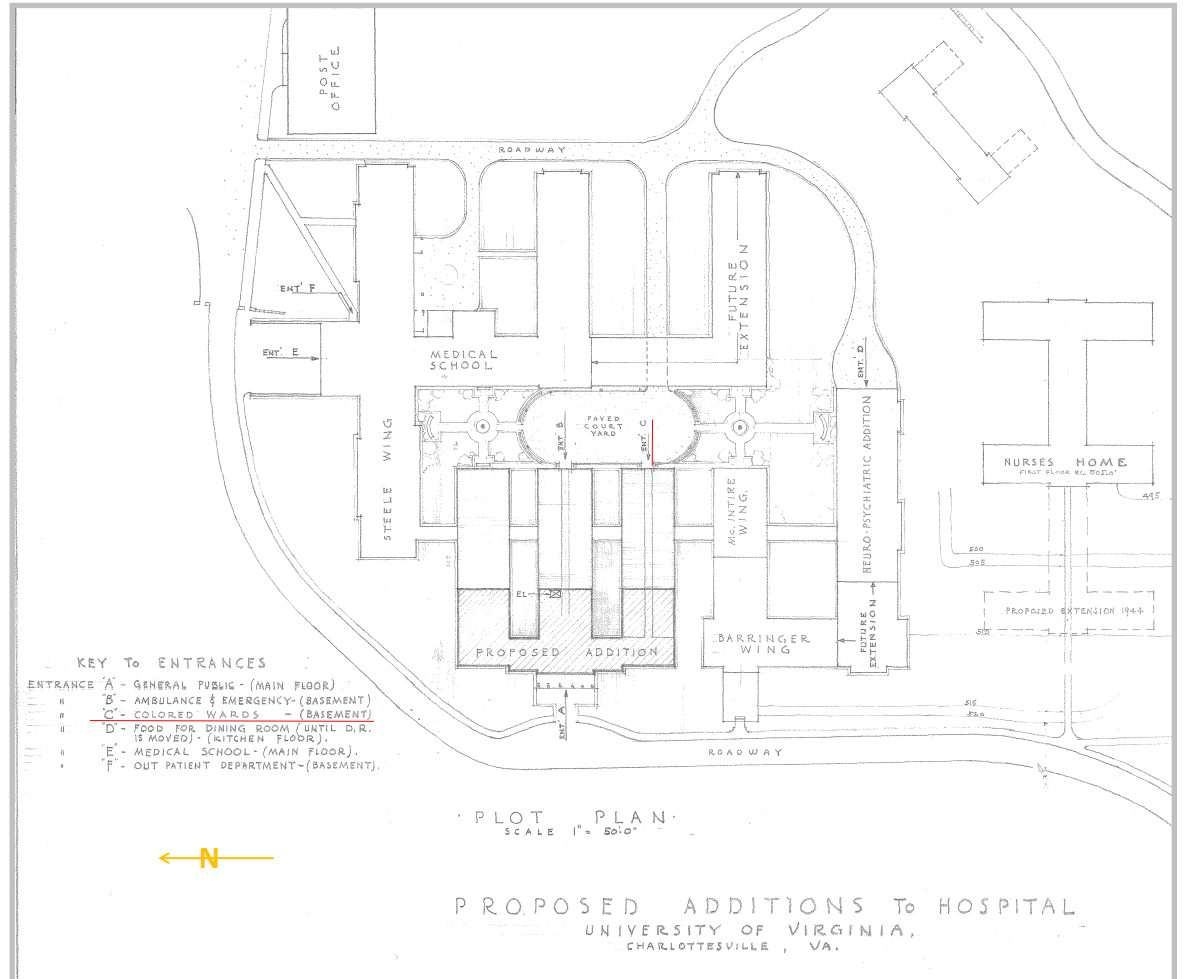 POST
OFFICE
ROADWAY
ENT. F
ENT. E
MEDICAL
SCHOOL
FUTURE
EXTENSION
ENT. D
STEELE WING
PAVED
COURT
YARD
ENT. B
ENT. C
McINTIRE
WING.
NEURO-PSYCHIATRIC ADDITION
NURSES HOME
FIRST FLOOR EL. 505.0'
495
500
505
EL.
PROPOSED EXTENSION 1944
510
FUTURE
EXTENSION
PROPOSED ADDITION
BARRINGER
WING
KEY To ENTRANCES
ENTRANCE "A" - GENERAL PUBLIC - (MAIN FLOOR)
" "B" - AMBULANCE & EMERGENCY - (BASEMENT)
" "C" - COLORED WARDS - (BASEMENT)
" "D" - FOOD FOR DINING ROOM (UNTIL D.R.
IS MOVED) - (KITCHEN FLOOR).
" "E" - MEDICAL SCHOOL - (MAIN FLOOR).
" "F" - OUT PATIENT DEPARTMENT - (BASEMENT).
ENT. A
515
520
ROADWAY
PLOT PLAN
SCALE 1" = 50'-0"
N
PROPOSED ADDITIONS To HOSPITAL
UNIVERSITY OF VIRGINIA,
CHARLOTTESVILLE, VA.